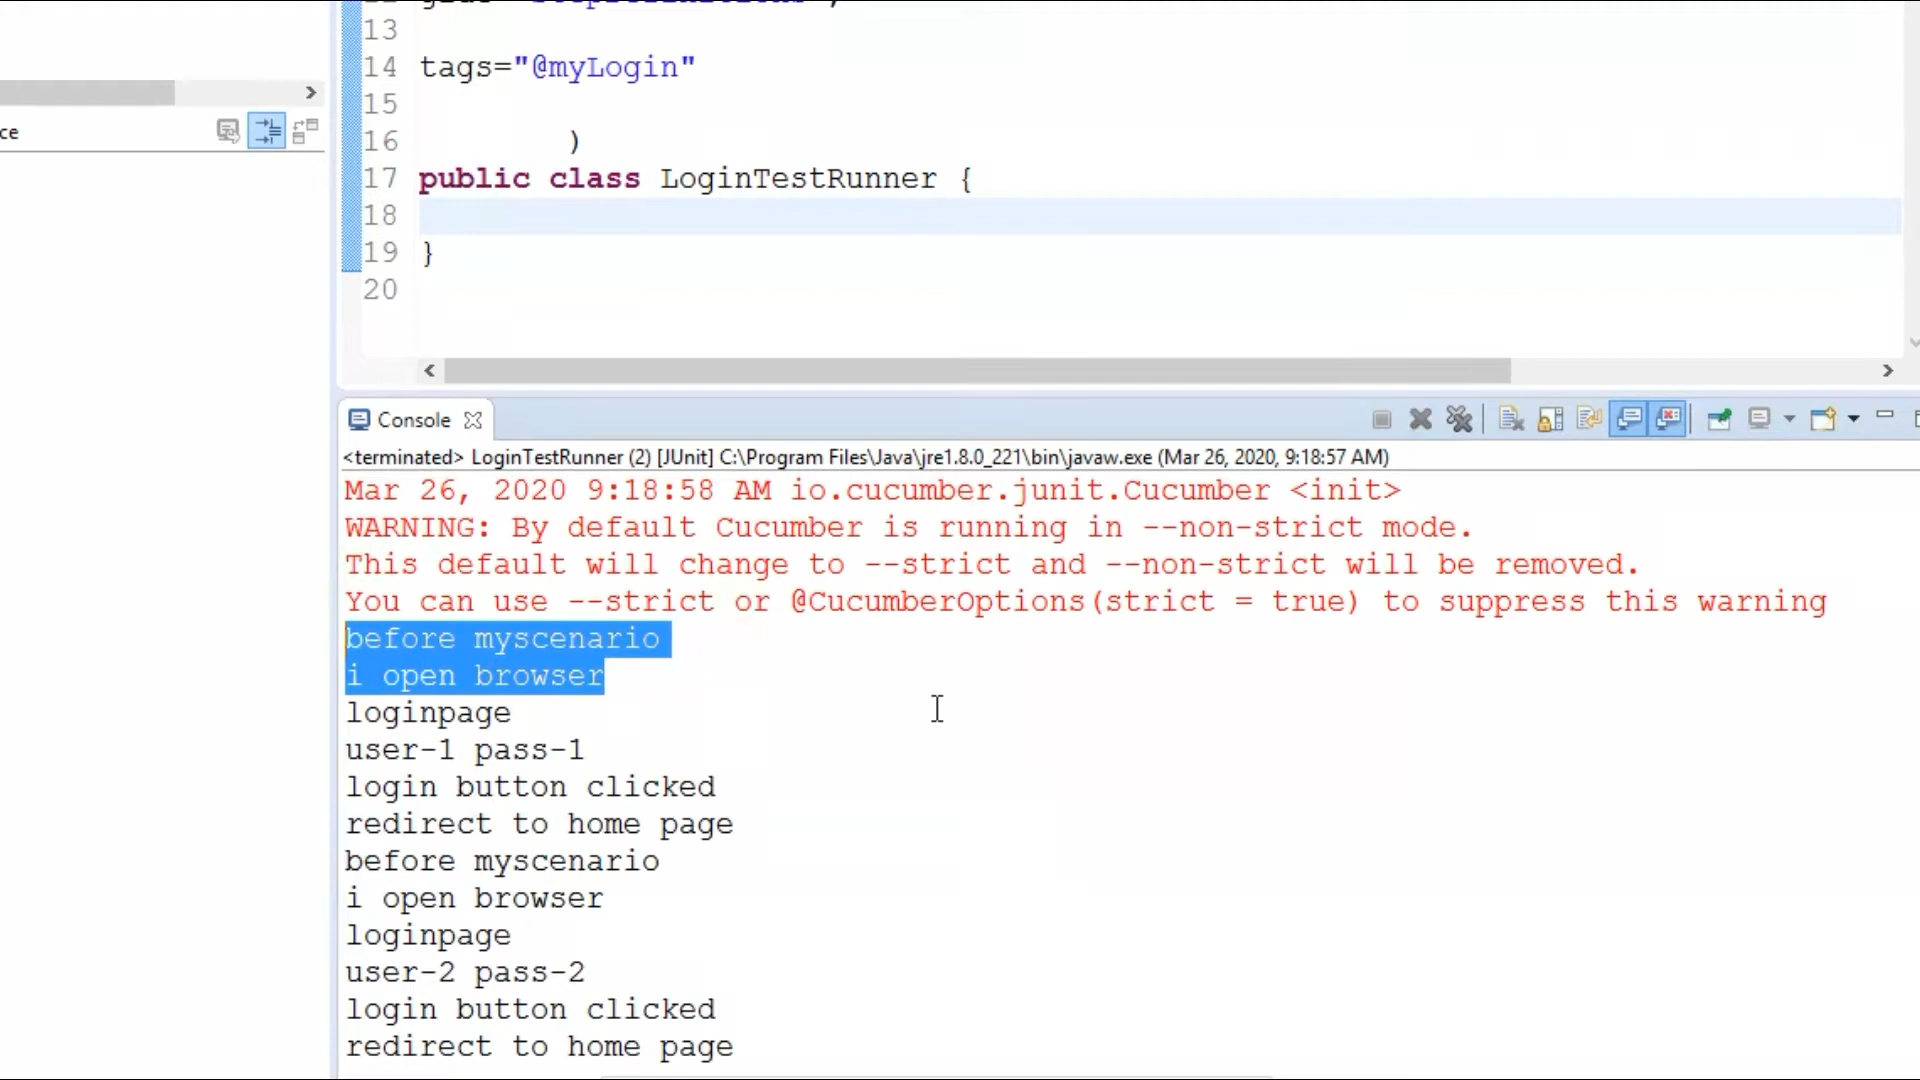 13
14 tags="@myLogin"
15
16 )
17 public class LoginTestRunner {
18
19 }
20
ce
Console
<terminated> LoginTestRunner (2) [JUnit] C:\Program Files\Java\jre1.8.0_221\bin\javaw.exe (Mar 26, 2020, 9:18:57 AM)
Mar 26, 2020 9:18:58 AM io.cucumber.junit.Cucumber <init>
WARNING: By default Cucumber is running in --non-strict mode.
This default will change to --strict and --non-strict will be removed.
You can use --strict or @CucumberOptions(strict = true) to suppress this warning
before myscenario
i open browser
loginpage
user-1 pass-1
login button clicked
redirect to home page
before myscenario
i open browser
loginpage
user-2 pass-2
login button clicked
redirect to home page